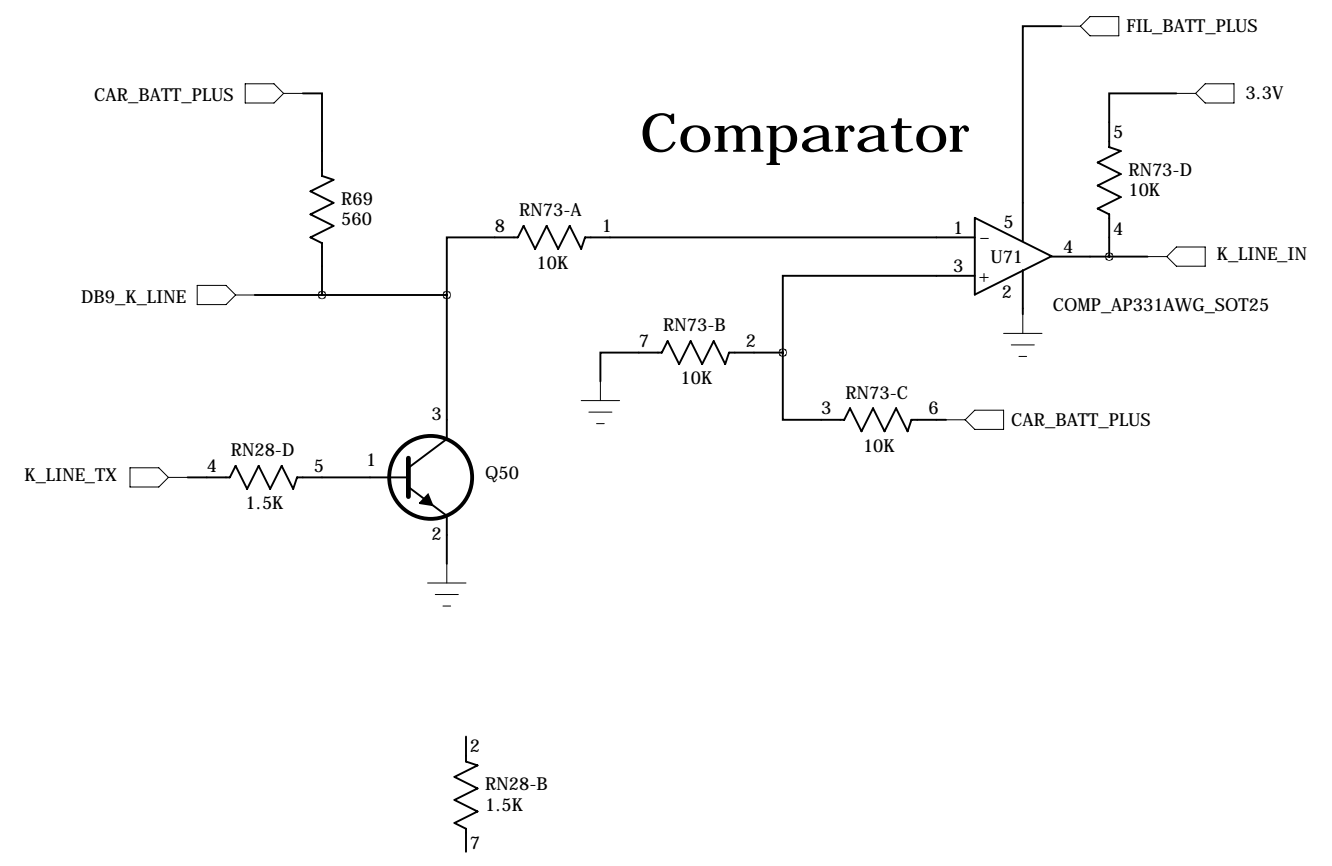 FIL_BATT_PLUS
CAR_BATT_PLUS
3.3V
Comparator
5
RN73-D
10K
4
R69
560
RN73-A
8
1
10K
1
−
5
U71
4
K_LINE_IN
3
+
2
COMP_AP331AWG_SOT25
DB9_K_LINE
RN73-B
7
2
10K
RN73-C
3
6
CAR_BATT_PLUS
10K
3
RN28-D
K_LINE_TX
4
5
1
Q50
1.5K
2
2
RN28-B
1.5K
7